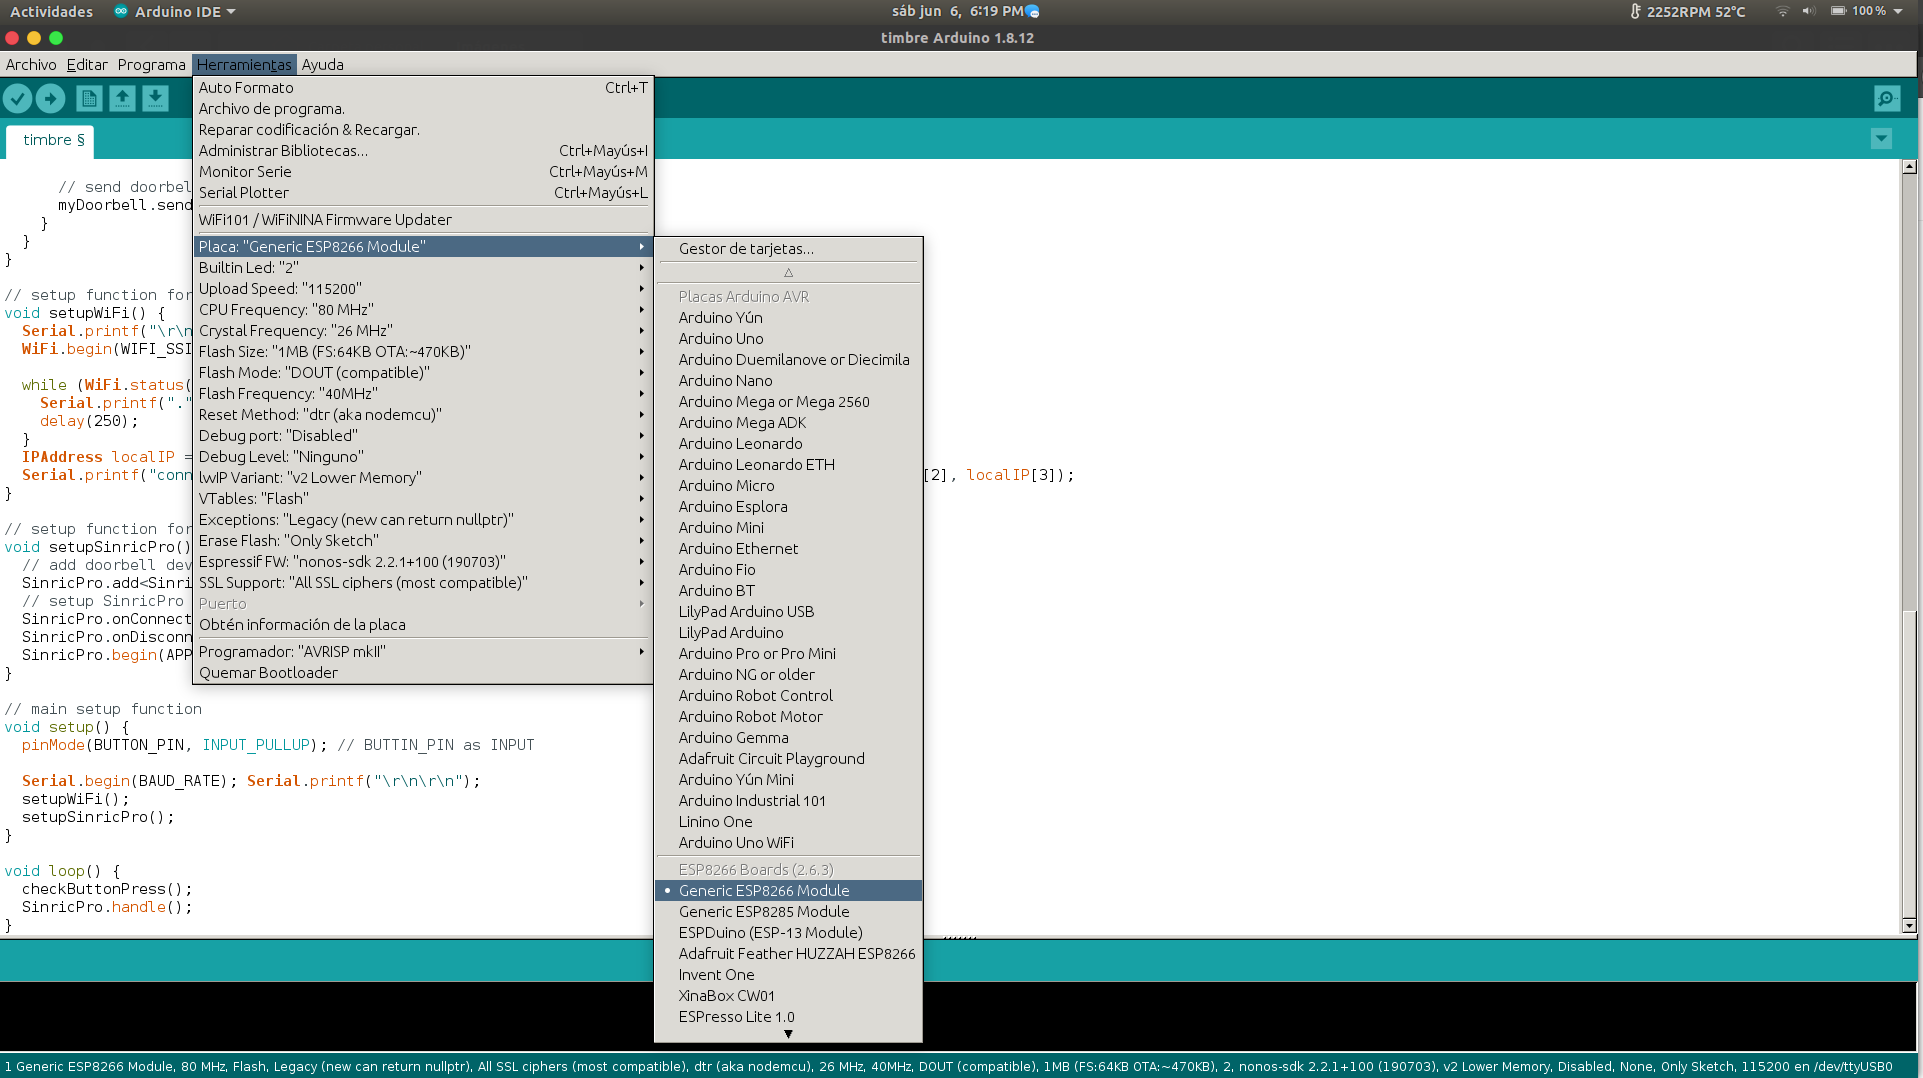 Actividades Arduino IDE sáb jun 6, 6:19 PM 2252RPM 52°C 100 %
timbre Arduino 1.8.12
Archivo Editar Programa Herramientas Ayuda
timbre §
Auto Formato Ctrl+T
Archivo de programa.
Reparar codificación & Recargar.
Administrar Bibliotecas... Ctrl+Mayús+I
Monitor Serie Ctrl+Mayús+M
Serial Plotter Ctrl+Mayús+L
WiFi101 / WiFiNINA Firmware Updater
Placa: "Generic ESP8266 Module"
Builtin Led: "2"
Upload Speed: "115200"
CPU Frequency: "80 MHz"
Crystal Frequency: "26 MHz"
Flash Size: "1MB (FS:64KB OTA:~470KB)"
Flash Mode: "DOUT (compatible)"
Flash Frequency: "40MHz"
Reset Method: "dtr (aka nodemcu)"
Debug port: "Disabled"
Debug Level: "Ninguno"
lwIP Variant: "v2 Lower Memory"
VTables: "Flash"
Exceptions: "Legacy (new can return nullptr)"
Erase Flash: "Only Sketch"
Espressif FW: "nonos-sdk 2.2.1+100 (190703)"
SSL Support: "All SSL ciphers (most compatible)"
Puerto
Obtén información de la placa
Programador: "AVRISP mkII"
Quemar Bootloader
Gestor de tarjetas...
Placas Arduino AVR
Arduino Yún
Arduino Uno
Arduino Duemilanove or Diecimila
Arduino Nano
Arduino Mega or Mega 2560
Arduino Mega ADK
Arduino Leonardo
Arduino Leonardo ETH
Arduino Micro
Arduino Esplora
Arduino Mini
Arduino Ethernet
Arduino Fio
Arduino BT
LilyPad Arduino USB
LilyPad Arduino
Arduino Pro or Pro Mini
Arduino NG or older
Arduino Robot Control
Arduino Robot Motor
Arduino Gemma
Adafruit Circuit Playground
Arduino Yún Mini
Arduino Industrial 101
Linino One
Arduino Uno WiFi
ESP8266 Boards (2.6.3)
Generic ESP8266 Module
Generic ESP8285 Module
ESPDuino (ESP-13 Module)
Adafruit Feather HUZZAH ESP8266
Invent One
XinaBox CW01
ESPresso Lite 1.0
// send doorbel
myDoorbell.send
}
}
}
// setup function for
void setupWiFi() {
Serial.printf("\r\n
WiFi.begin(WIFI_SSI
while (WiFi.status(
Serial.printf("."
delay(250);
}
IPAddress localIP =
Serial.printf("conn [2], localIP[3]);
}
// setup function for
void setupSinricPro()
// add doorbell dev
SinricPro.add<Sinri
// setup SinricPro
SinricPro.onConnect
SinricPro.onDisconn
SinricPro.begin(APP
}
// main setup function
void setup() {
pinMode(BUTTON_PIN, INPUT_PULLUP); // BUTTIN_PIN as INPUT
Serial.begin(BAUD_RATE); Serial.printf("\r\n\r\n");
setupWiFi();
setupSinricPro();
}
void loop() {
checkButtonPress();
SinricPro.handle();
}
1 Generic ESP8266 Module, 80 MHz, Flash, Legacy (new can return nullptr), All SSL ciphers (most compatible), dtr (aka nodemcu), 26 MHz, 40MHz, DOUT (compatible), 1MB (FS:64KB OTA:~470KB), 2, nonos-sdk 2.2.1+100 (190703), v2 Lower Memory, Disabled, None, Only Sketch, 115200 en /dev/ttyUSB0